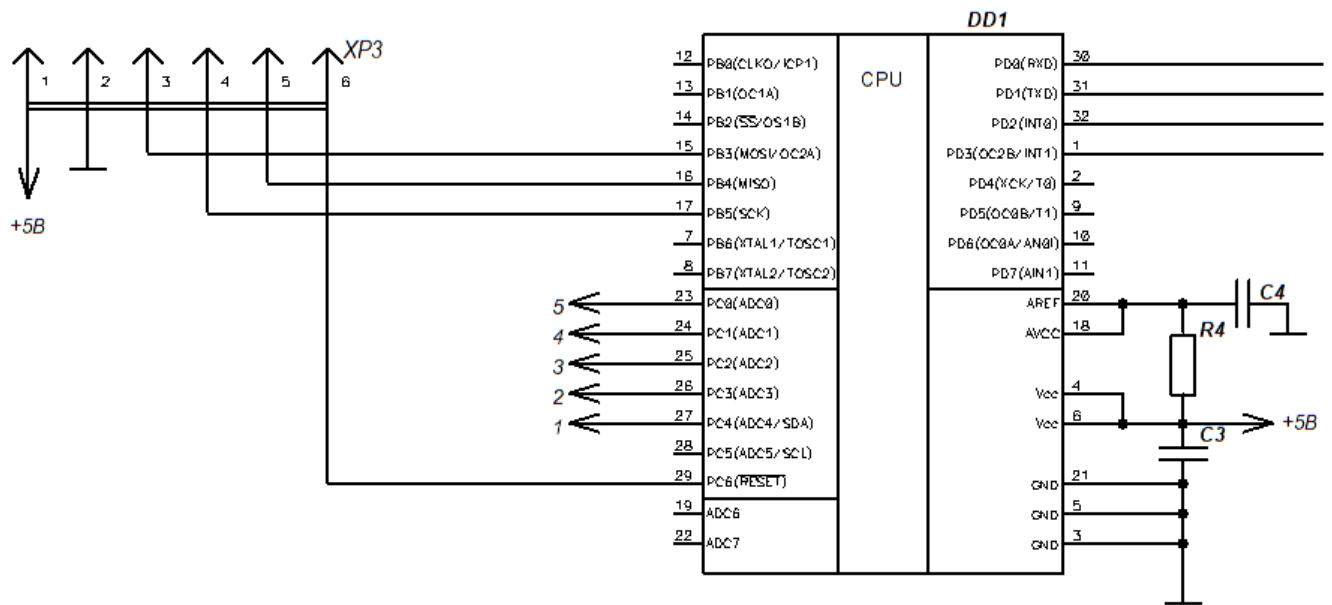 DD1
XP3
1 2 3 4 5 6
+5В
CPU
12 PB0(CLKO/ICP1)
13 PB1(OC1A)
14 PB2(SS/OS1B)
15 PB3(MOSI/OC2A)
16 PB4(MISO)
17 PB5(SCK)
7 PB6(XTAL1/TOSC1)
8 PB7(XTAL2/TOSC2)
5 23 PC0(ADC0)
4 24 PC1(ADC1)
3 25 PC2(ADC2)
2 26 PC3(ADC3)
1 27 PC4(ADC4/SDA)
28 PC5(ADC5/SCL)
29 PC6(RESET)
19 ADC6
22 ADC7
PD0(RXD) 30
PD1(TXD) 31
PD2(INT0) 32
PD3(OC2B/INT1) 1
PD4(XCK/T0) 2
PD5(OC0B/T1) 9
PD6(OC0A/AN0) 10
PD7(AIN1) 11
AREF 20
C4
AVCC 18
R4
Vcc 4
Vcc 6
+5В
C3
GND 21
GND 5
GND 3